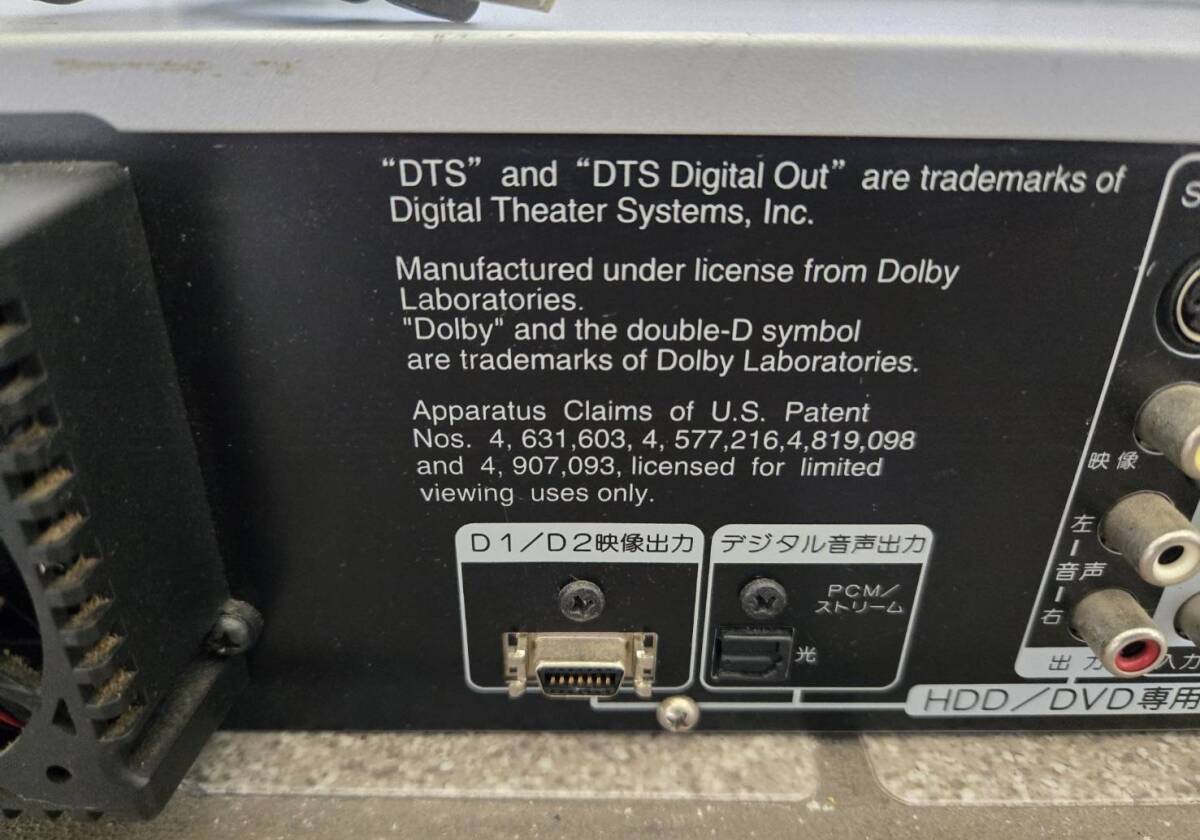 “DTS” and “DTS Digital Out” are trademarks of
Digital Theater Systems, Inc.
Manufactured under license from Dolby
Laboratories.
"Dolby" and the double-D symbol
are trademarks of Dolby Laboratories.
Apparatus Claims of U.S. Patent
Nos. 4, 631,603, 4, 577,216,4,819,098
and 4, 907,093, licensed for limited
viewing uses only.
D1/D2映像出力
デジタル音声出力
PCM/
ストリーム
光
S
映像
左
音声
右
出力
入力
HDD/DVD専用